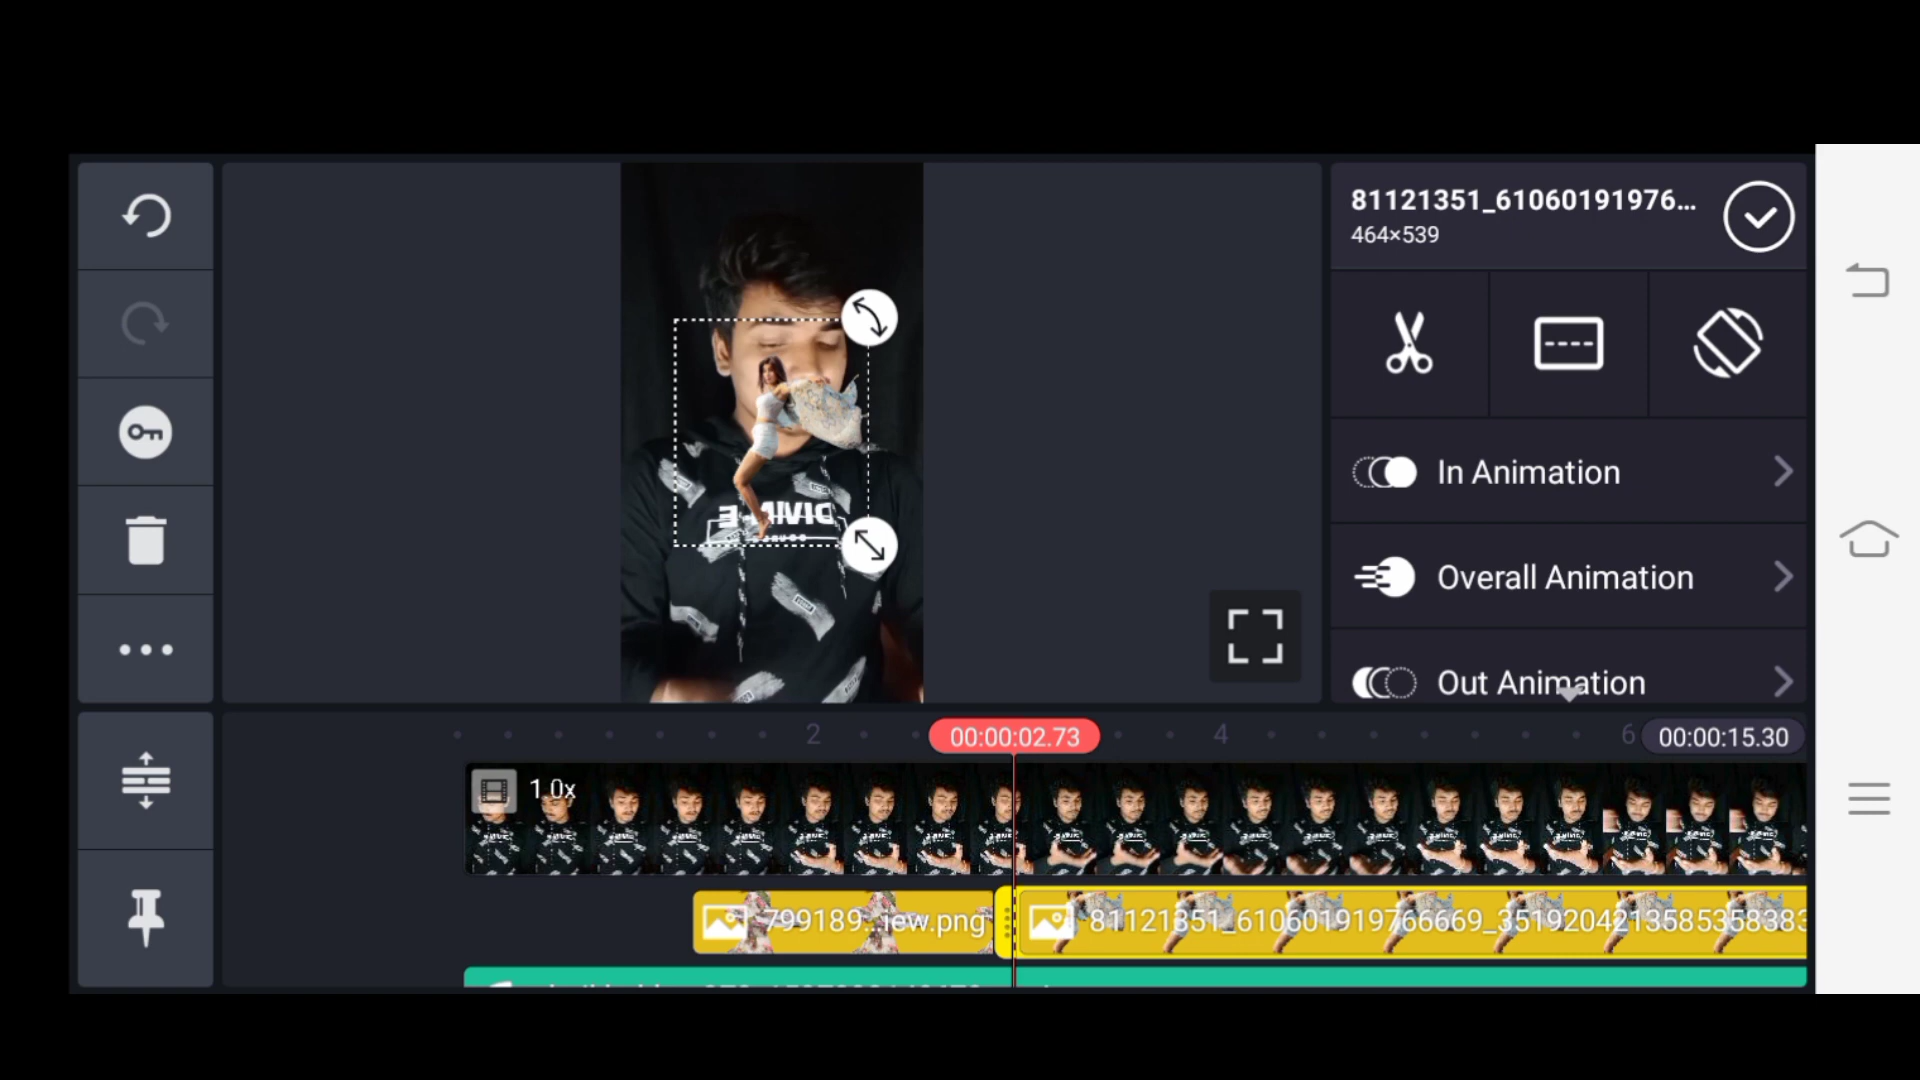 81121351_61060191976...
464×539
In Animation
Overall Animation
Out Animation
2
00:00:02.73
4
6
00:00:15.30
1.0x
799189...iew.png
81121351_610601919766669_3519204213585358383